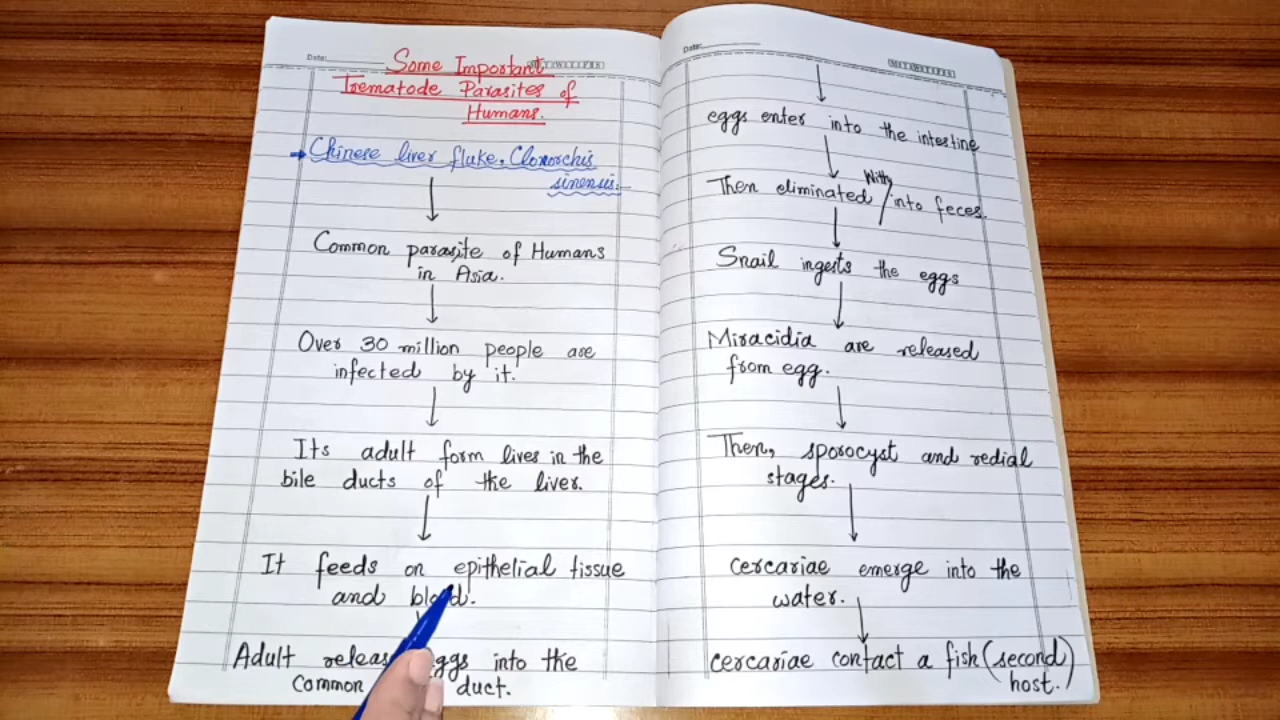 Date:
Some Important
Trematode Parasites of
Humans.
Chinese liver fluke, Clonorchis
sinensis.
Common parasite of Humans
in Asia.
Over 30 million people are
infected by it.
Its adult form lives in the
bile ducts of the liver.
It feeds on epithelial tissue
and blood.
Adult releas eggs into the
common duct.
Date:
M T W T F S
eggs enter into the intestine
With
Then eliminated / into feces.
Snail ingests the eggs
Miracidia are released
from egg.
Then, sporocyst and redial
stages.
cercariae emerge into the
water.
cercariae contact a fish (second
host.)